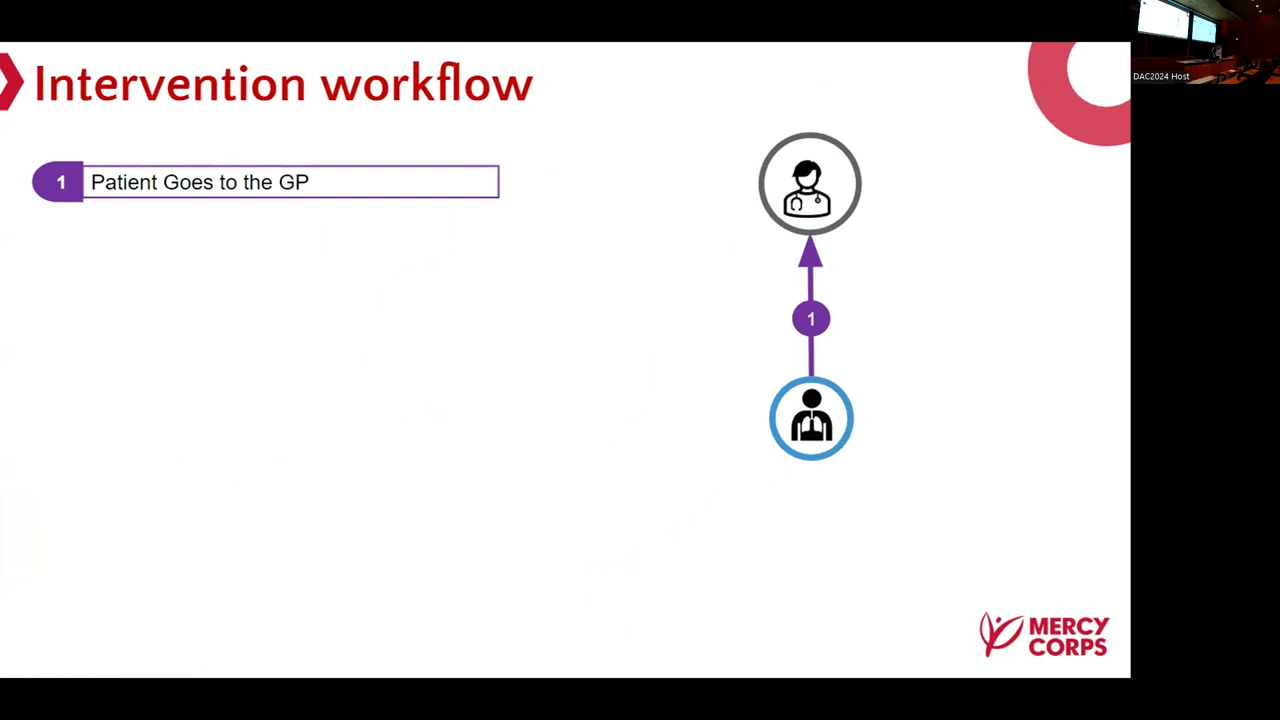 Intervention workflow
1 Patient Goes to the GP
1
MERCY
CORPS
DAC2024 Host